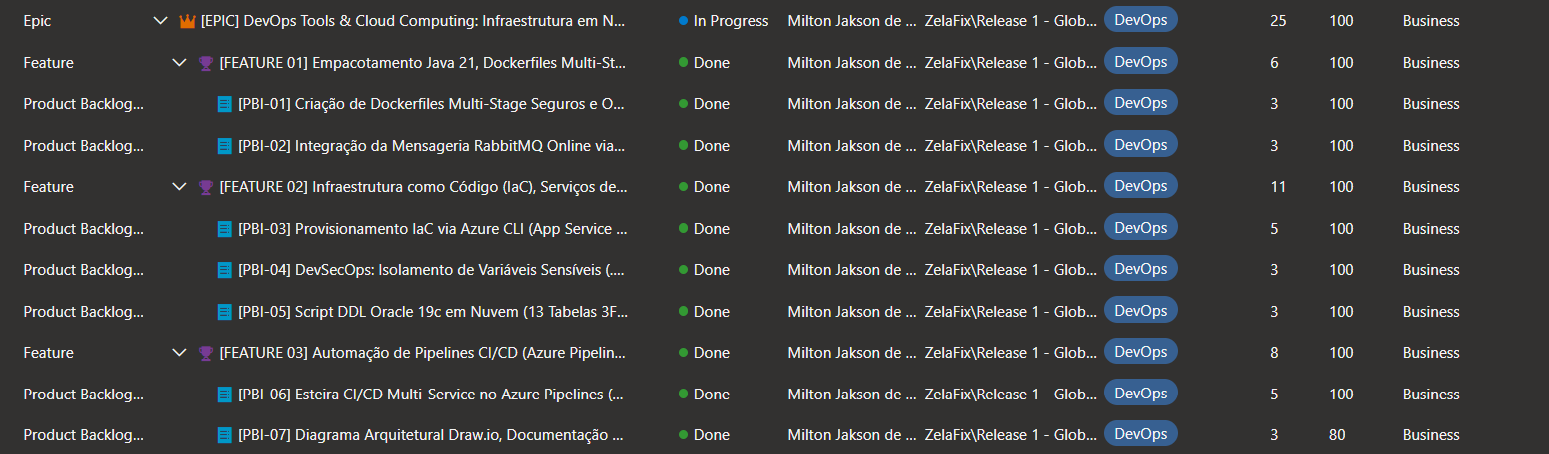 Epic [EPIC] DevOps Tools & Cloud Computing: Infraestrutura em N... In Progress Milton Jakson de ... ZelaFix\Release 1 - Glob... DevOps 25 100 Business
Feature [FEATURE 01] Empacotamento Java 21, Dockerfiles Multi-St... Done Milton Jakson de ... ZelaFix\Release 1 - Glob... DevOps 6 100 Business
Product Backlog... [PBI-01] Criação de Dockerfiles Multi-Stage Seguros e O... Done Milton Jakson de ... ZelaFix\Release 1 - Glob... DevOps 3 100 Business
Product Backlog... [PBI-02] Integração da Mensageria RabbitMQ Online via... Done Milton Jakson de ... ZelaFix\Release 1 - Glob... DevOps 3 100 Business
Feature [FEATURE 02] Infraestrutura como Código (IaC), Serviços de... Done Milton Jakson de ... ZelaFix\Release 1 - Glob... DevOps 11 100 Business
Product Backlog... [PBI-03] Provisionamento IaC via Azure CLI (App Service ... Done Milton Jakson de ... ZelaFix\Release 1 - Glob... DevOps 5 100 Business
Product Backlog... [PBI-04] DevSecOps: Isolamento de Variáveis Sensíveis (.... Done Milton Jakson de ... ZelaFix\Release 1 - Glob... DevOps 3 100 Business
Product Backlog... [PBI-05] Script DDL Oracle 19c em Nuvem (13 Tabelas 3F... Done Milton Jakson de ... ZelaFix\Release 1 - Glob... DevOps 3 100 Business
Feature [FEATURE 03] Automação de Pipelines CI/CD (Azure Pipelin... Done Milton Jakson de ... ZelaFix\Release 1 - Glob... DevOps 8 100 Business
Product Backlog... [PBI-06] Esteira CI/CD Multi-Service no Azure Pipelines (... Done Milton Jakson de ... ZelaFix\Release 1 - Glob... DevOps 5 100 Business
Product Backlog... [PBI-07] Diagrama Arquitetural Draw.io, Documentação ... Done Milton Jakson de ... ZelaFix\Release 1 - Glob... DevOps 3 80 Business